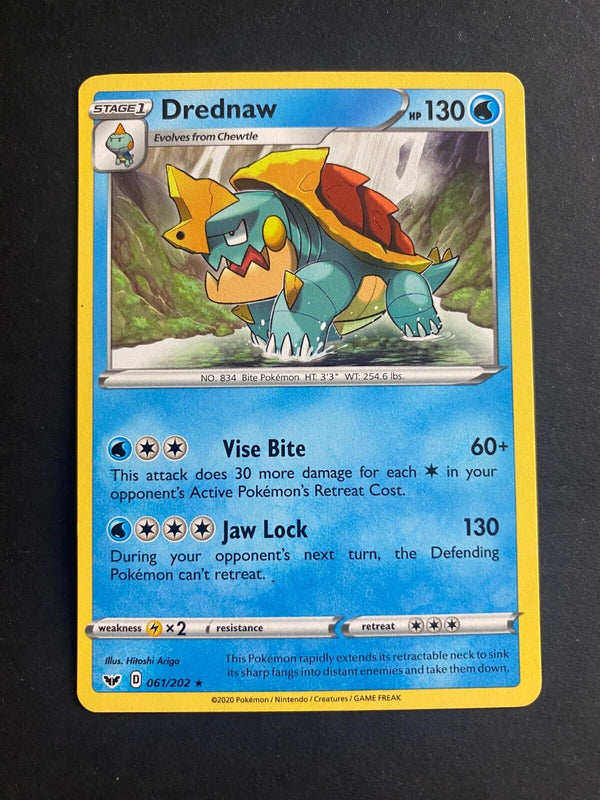 STAGE 1 Drednaw HP 130
Evolves from Chewtle
NO. 834 Bite Pokémon HT: 3'3" WT: 254.6 lbs.
Vise Bite 60+
This attack does 30 more damage for each in your
opponent's Active Pokémon's Retreat Cost.
Jaw Lock 130
During your opponent's next turn, the Defending
Pokémon can't retreat.
weakness ×2 resistance retreat
Illus. Hitoshi Ariga
This Pokémon rapidly extends its retractable neck to sink
its sharp fangs into distant enemies and take them down.
D 061/202 ★
©2020 Pokémon / Nintendo / Creatures / GAME FREAK